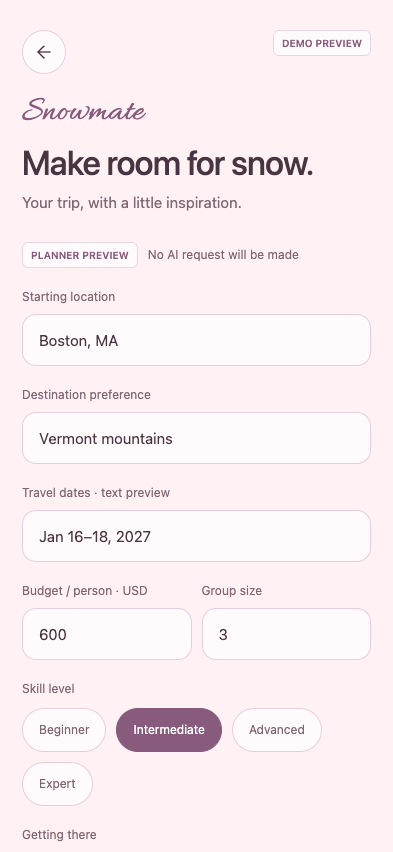 DEMO PREVIEW
Snowmate
Make room for snow.
Your trip, with a little inspiration.
PLANNER PREVIEW No AI request will be made
Starting location
Boston, MA
Destination preference
Vermont mountains
Travel dates · text preview
Jan 16–18, 2027
Budget / person · USD Group size
600 3
Skill level
Beginner Intermediate Advanced
Expert
Getting there